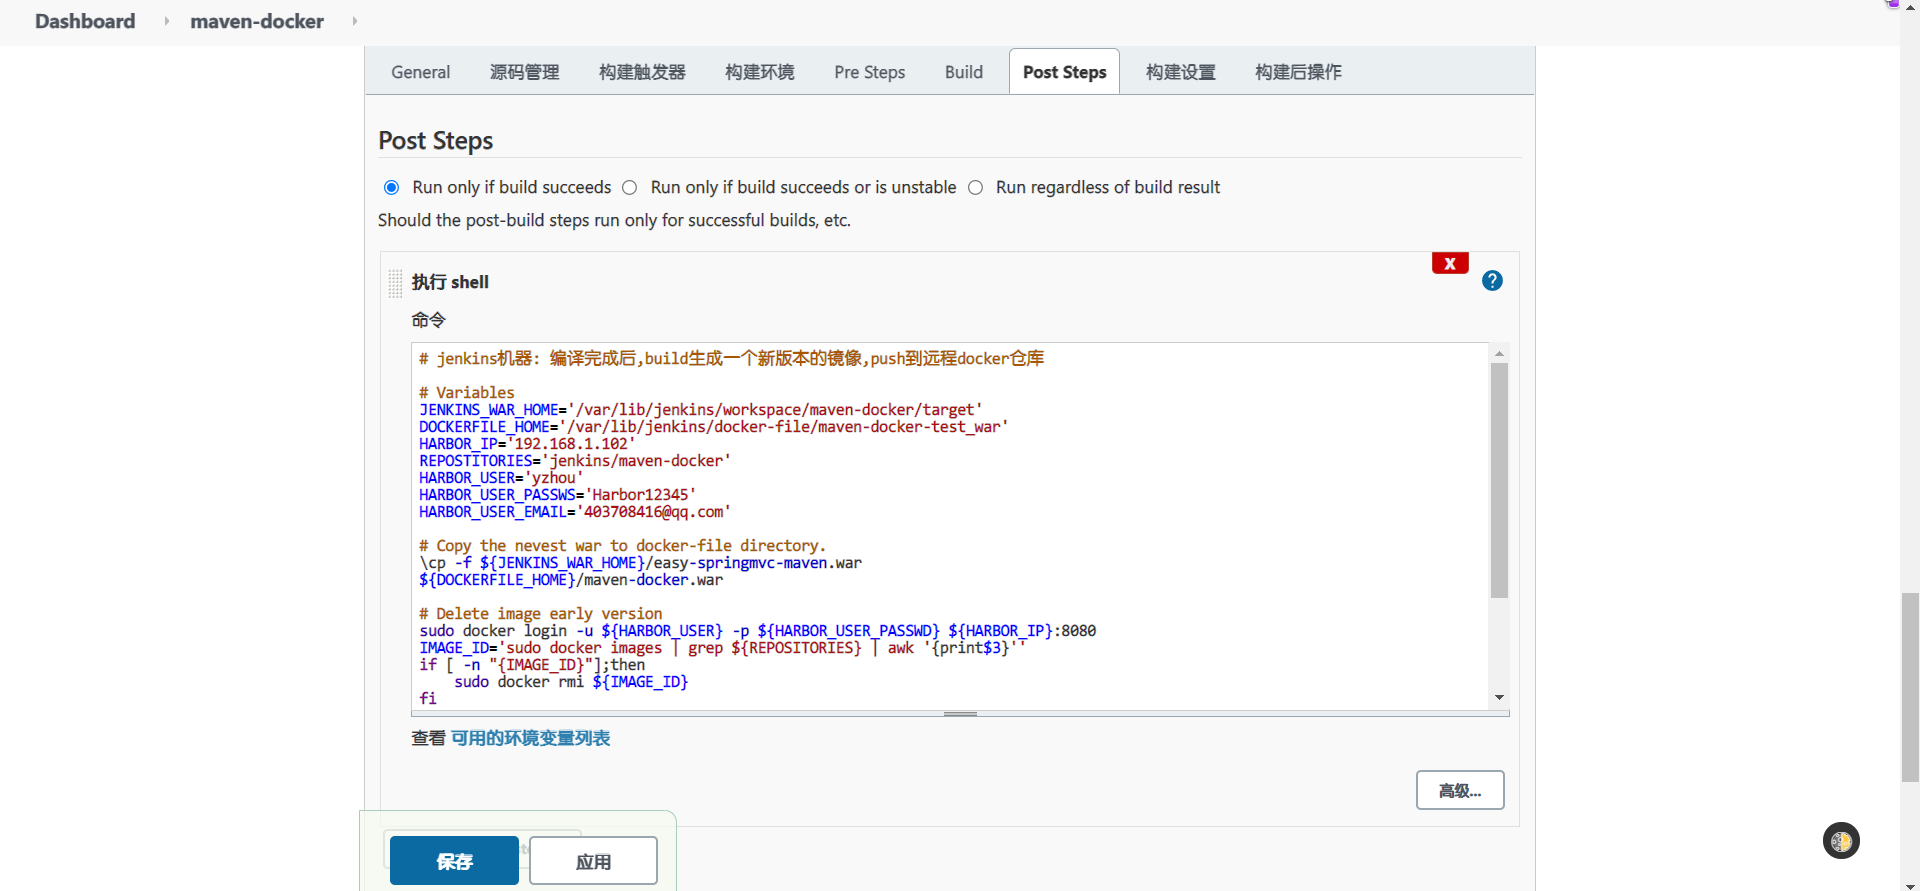 Dashboard maven-docker
General 源码管理 构建触发器 构建环境 Pre Steps Build Post Steps 构建设置 构建后操作
Post Steps
Run only if build succeeds Run only if build succeeds or is unstable Run regardless of build result
Should the post-build steps run only for successful builds, etc.
X
执行 shell ?
命令
# jenkins机器: 编译完成后,build生成一个新版本的镜像,push到远程docker仓库
# Variables
JENKINS_WAR_HOME='/var/lib/jenkins/workspace/maven-docker/target'
DOCKERFILE_HOME='/var/lib/jenkins/docker-file/maven-docker-test_war'
HARBOR_IP='192.168.1.102'
REPOSTITORIES='jenkins/maven-docker'
HARBOR_USER='yzhou'
HARBOR_USER_PASSWS='Harbor12345'
HARBOR_USER_EMAIL='403708416@qq.com'
# Copy the nevest war to docker-file directory.
\cp -f ${JENKINS_WAR_HOME}/easy-springmvc-maven.war
${DOCKERFILE_HOME}/maven-docker.war
# Delete image early version
sudo docker login -u ${HARBOR_USER} -p ${HARBOR_USER_PASSWD} ${HARBOR_IP}:8080
IMAGE_ID='sudo docker images | grep ${REPOSITORIES} | awk '{print$3}''
if [ -n "{IMAGE_ID}"];then
sudo docker rmi ${IMAGE_ID}
fi
查看 可用的环境变量列表
高级...
保存 应用